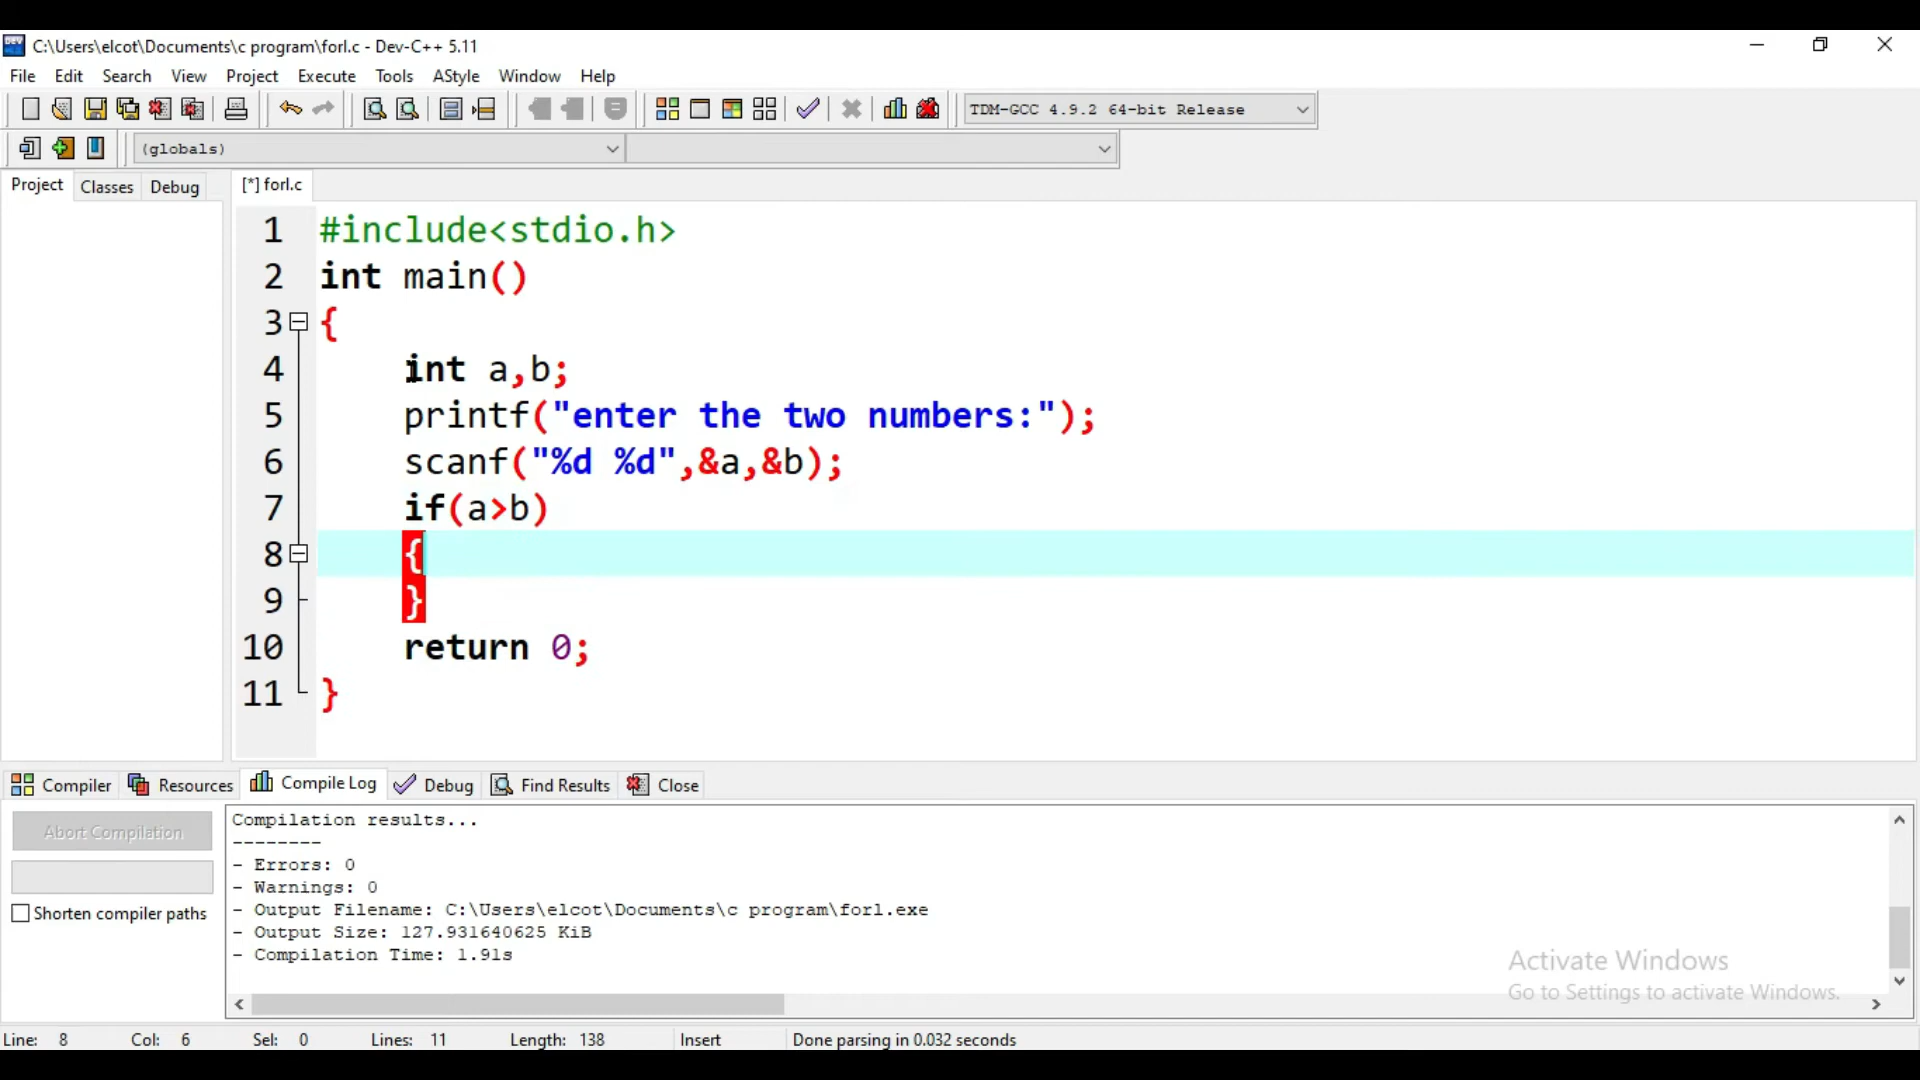 C:\Users\elcot\Documents\c program\forl.c - Dev-C++ 5.11
File Edit Search View Project Execute Tools AStyle Window Help
TDM-GCC 4.9.2 64-bit Release
(globals)
Project Classes Debug [*] forl.c
1 #include<stdio.h>
2 int main()
3 {
4 int a,b;
5 printf("enter the two numbers:");
6 scanf("%d %d",&a,&b);
7 if(a>b)
8 {
9 }
10 return 0;
11 }
Compiler Resources Compile Log Debug Find Results Close
Abort Compilation
Shorten compiler paths
Compilation results...
--------
- Errors: 0
- Warnings: 0
- Output Filename: C:\Users\elcot\Documents\c program\forl.exe
- Output Size: 127.931640625 KiB
- Compilation Time: 1.91s
Activate Windows
Go to Settings to activate Windows.
Line: 8 Col: 6 Sel: 0 Lines: 11 Length: 138 Insert Done parsing in 0.032 seconds